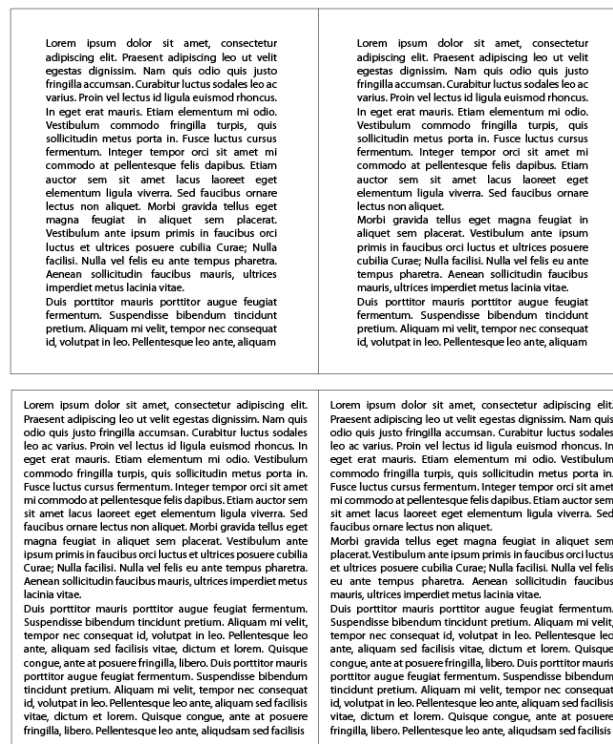 Lorem ipsum dolor sit amet, consectetur
adipiscing elit. Praesent adipiscing leo ut velit
egestas dignissim. Nam quis odio quis justo
fringilla accumsan. Curabitur luctus sodales leo ac
varius. Proin vel lectus id ligula euismod rhoncus.
In eget erat mauris. Etiam elementum mi odio.
Vestibulum commodo fringilla turpis, quis
sollicitudin metus porta in. Fusce luctus cursus
fermentum. Integer tempor orci sit amet mi
commodo at pellentesque felis dapibus. Etiam
auctor sem sit amet lacus laoreet eget
elementum ligula viverra. Sed faucibus ornare
lectus non aliquet. Morbi gravida tellus eget
magna feugiat in aliquet sem placerat.
Vestibulum ante ipsum primis in faucibus orci
luctus et ultrices posuere cubilia Curae; Nulla
facilisi. Nulla vel felis eu ante tempus pharetra.
Aenean sollicitudin faucibus mauris, ultrices
imperdiet metus lacinia vitae.
Duis porttitor mauris porttitor augue feugiat
fermentum. Suspendisse bibendum tincidunt
pretium. Aliquam mi velit, tempor nec consequat
id, volutpat in leo. Pellentesque leo ante, aliquam
Lorem ipsum dolor sit amet, consectetur
adipiscing elit. Praesent adipiscing leo ut velit
egestas dignissim. Nam quis odio quis justo
fringilla accumsan. Curabitur luctus sodales leo ac
varius. Proin vel lectus id ligula euismod rhoncus.
In eget erat mauris. Etiam elementum mi odio.
Vestibulum commodo fringilla turpis, quis
sollicitudin metus porta in. Fusce luctus cursus
fermentum. Integer tempor orci sit amet mi
commodo at pellentesque felis dapibus. Etiam
auctor sem sit amet lacus laoreet eget
elementum ligula viverra. Sed faucibus ornare
lectus non aliquet.
Morbi gravida tellus eget magna feugiat in
aliquet sem placerat. Vestibulum ante ipsum
primis in faucibus orci luctus et ultrices posuere
cubilia Curae; Nulla facilisi. Nulla vel felis eu ante
tempus pharetra. Aenean sollicitudin faucibus
mauris, ultrices imperdiet metus lacinia vitae.
Duis porttitor mauris porttitor augue feugiat
fermentum. Suspendisse bibendum tincidunt
pretium. Aliquam mi velit, tempor nec consequat
id, volutpat in leo. Pellentesque leo ante, aliquam
Lorem ipsum dolor sit amet, consectetur adipiscing elit.
Praesent adipiscing leo ut velit egestas dignissim. Nam quis
odio quis justo fringilla accumsan. Curabitur luctus sodales
leo ac varius. Proin vel lectus id ligula euismod rhoncus. In
eget erat mauris. Etiam elementum mi odio. Vestibulum
commodo fringilla turpis, quis sollicitudin metus porta in.
Fusce luctus cursus fermentum. Integer tempor orci sit amet
mi commodo at pellentesque felis dapibus. Etiam auctor sem
sit amet lacus laoreet eget elementum ligula viverra. Sed
faucibus ornare lectus non aliquet. Morbi gravida tellus eget
magna feugiat in aliquet sem placerat. Vestibulum ante
ipsum primis in faucibus orci luctus et ultrices posuere cubilia
Curae; Nulla facilisi. Nulla vel felis eu ante tempus pharetra.
Aenean sollicitudin faucibus mauris, ultrices imperdiet metus
lacinia vitae.
Duis porttitor mauris porttitor augue feugiat fermentum.
Suspendisse bibendum tincidunt pretium. Aliquam mi velit,
tempor nec consequat id, volutpat in leo. Pellentesque leo
ante, aliquam sed facilisis vitae, dictum et lorem. Quisque
congue, ante at posuere fringilla, libero. Duis porttitor mauris
porttitor augue feugiat fermentum. Suspendisse bibendum
tincidunt pretium. Aliquam mi velit, tempor nec consequat
id, volutpat in leo. Pellentesque leo ante, aliquam sed facilisis
vitae, dictum et lorem. Quisque congue, ante at posuere
fringilla, libero. Pellentesque leo ante, aliqudsam sed facilisis
Lorem ipsum dolor sit amet, consectetur adipiscing elit.
Praesent adipiscing leo ut velit egestas dignissim. Nam quis
odio quis justo fringilla accumsan. Curabitur luctus sodales
leo ac varius. Proin vel lectus id ligula euismod rhoncus. In
eget erat mauris. Etiam elementum mi odio. Vestibulum
commodo fringilla turpis, quis sollicitudin metus porta in.
Fusce luctus cursus fermentum. Integer tempor orci sit amet
mi commodo at pellentesque felis dapibus. Etiam auctor sem
sit amet lacus laoreet eget elementum ligula viverra. Sed
faucibus ornare lectus non aliquet.
Morbi gravida tellus eget magna feugiat in aliquet sem
placerat. Vestibulum ante ipsum primis in faucibus orci luctus
et ultrices posuere cubilia Curae; Nulla facilisi. Nulla vel felis
eu ante tempus pharetra. Aenean sollicitudin faucibus
mauris, ultrices imperdiet metus lacinia vitae.
Duis porttitor mauris porttitor augue feugiat fermentum.
Suspendisse bibendum tincidunt pretium. Aliquam mi velit,
tempor nec consequat id, volutpat in leo. Pellentesque leo
ante, aliquam sed facilisis vitae, dictum et lorem. Quisque
congue, ante at posuere fringilla, libero. Duis porttitor mauris
porttitor augue feugiat fermentum. Suspendisse bibendum
tincidunt pretium. Aliquam mi velit, tempor nec consequat
id, volutpat in leo. Pellentesque leo ante, aliquam sed facilisis
vitae, dictum et lorem. Quisque congue, ante at posuere
fringilla, libero. Pellentesque leo ante, aliqudsam sed facilisis